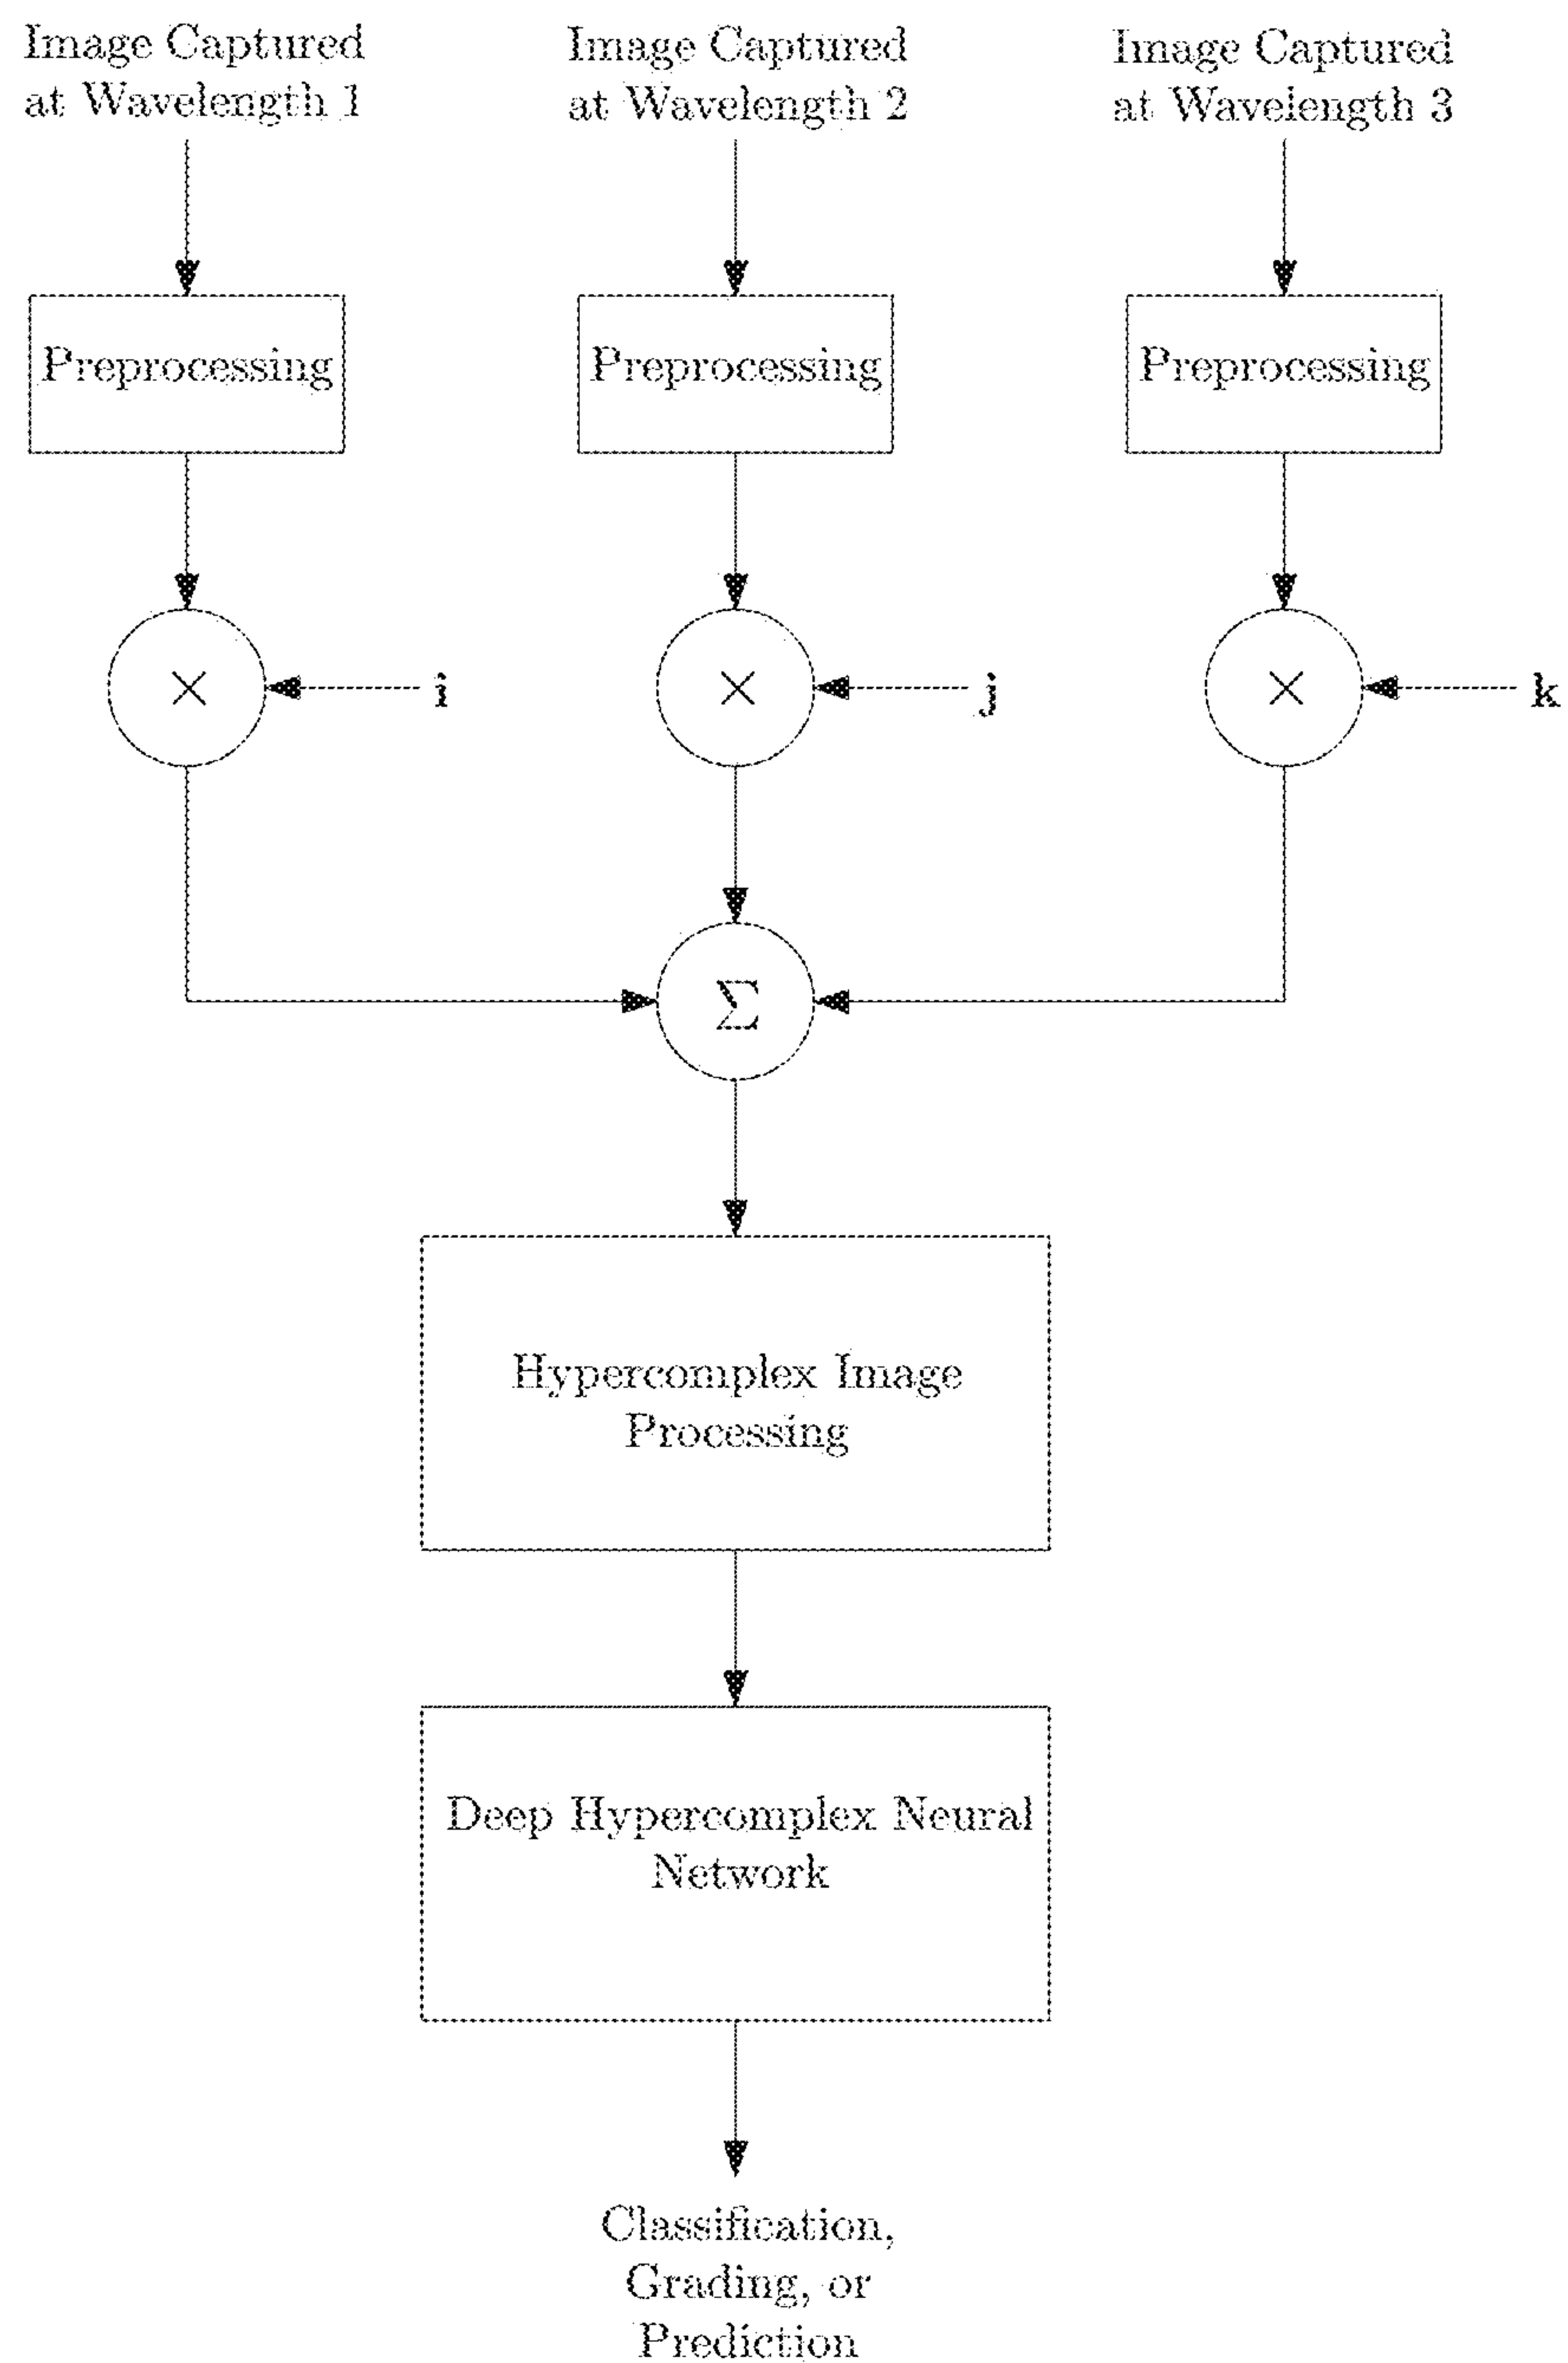 Image Captured
at Wavelength 1
Image Captured
at Wavelength 2
Image Captured
at Wavelength 3
Preprocessing
Preprocessing
Preprocessing
×
i
×
j
×
k
Σ
Hypercomplex Image
Processing
Deep Hypercomplex Neural
Network
Classification,
Grading, or
Prediction